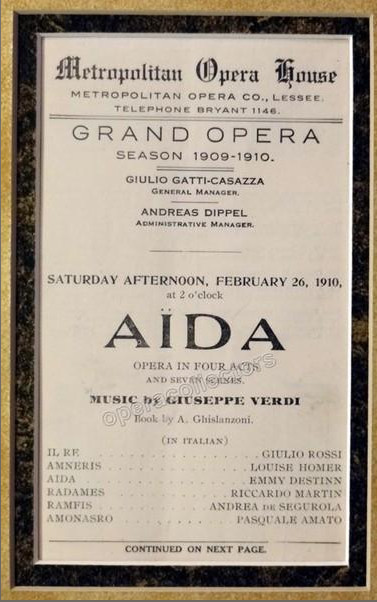 Metropolitan Opera House
METROPOLITAN OPERA CO., LESSEE.
TELEPHONE BRYANT 1146.
GRAND OPERA
SEASON 1909-1910.
GIULIO GATTI-CASAZZA
GENERAL MANAGER.
ANDREAS DIPPEL
ADMINISTRATIVE MANAGER.
SATURDAY AFTERNOON, FEBRUARY 26, 1910,
at 2 o'clock
AÏDA
OPERA IN FOUR ACTS
AND SEVEN SCENES.
operacollectors
MUSIC by GIUSEPPE VERDI
Book by A. Ghislanzoni.
(IN ITALIAN)
IL RE . . . . . . . . . . . . GIULIO ROSSI
AMNERIS . . . . . . . . . . . . LOUISE HOMER
AIDA . . . . . . . . . . . . EMMY DESTINN
RADAMES . . . . . . . . . . . . RICCARDO MARTIN
RAMFIS . . . . . . . . . . . . ANDREA DE SEGUROLA
AMONASRO . . . . . . . . . . . . PASQUALE AMATO
CONTINUED ON NEXT PAGE.